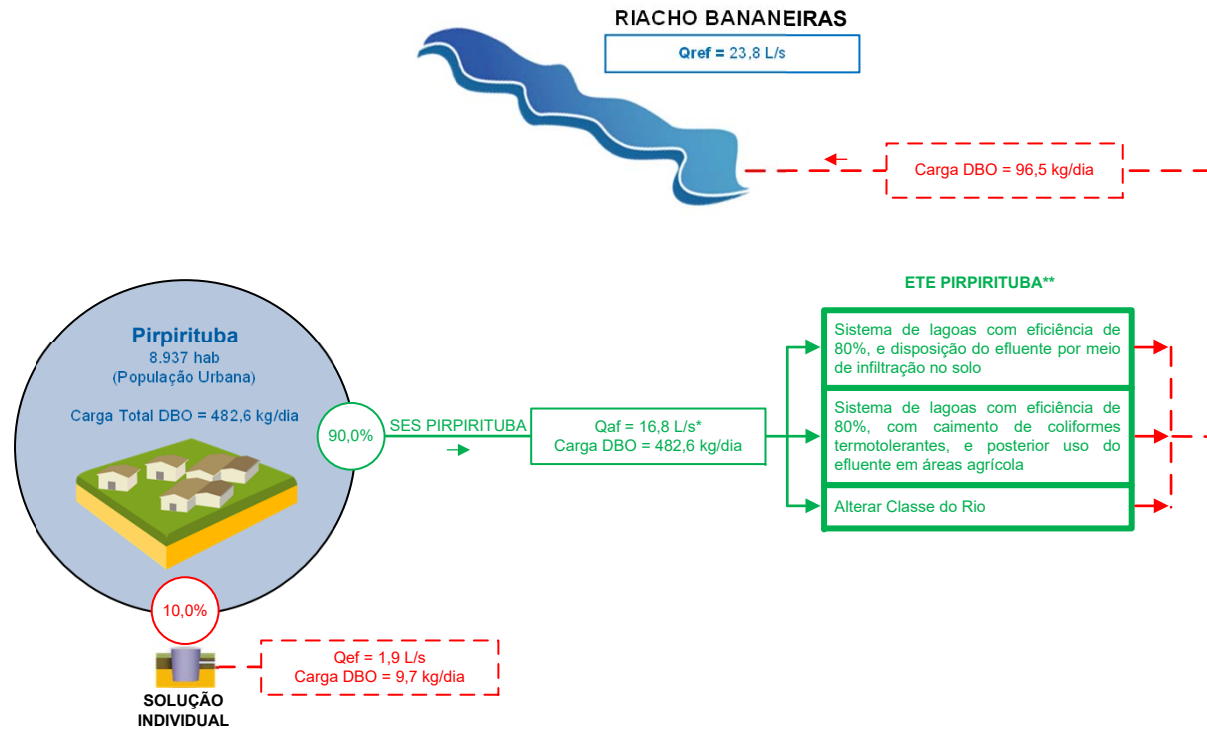 RIACHO BANANEIRAS
Qref = 23,8 L/s
Carga DBO = 96,5 kg/dia
ETE PIRPIRITUBA**
Pirpirituba
8.937 hab
(População Urbana)
Carga Total DBO = 482,6 kg/dia
90,0%
SES PIRPIRITUBA
Qaf = 16,8 L/s*
Carga DBO = 482,6 kg/dia
Sistema de lagoas com eficiência de
80%, e disposição do efluente por meio
de infiltração no solo
Sistema de lagoas com eficiência de
80%, com caimento de coliformes
termotolerantes, e posterior uso do
efluente em áreas agrícola
Alterar Classe do Rio
10,0%
Qef = 1,9 L/s
Carga DBO = 9,7 kg/dia
SOLUÇÃO
INDIVIDUAL